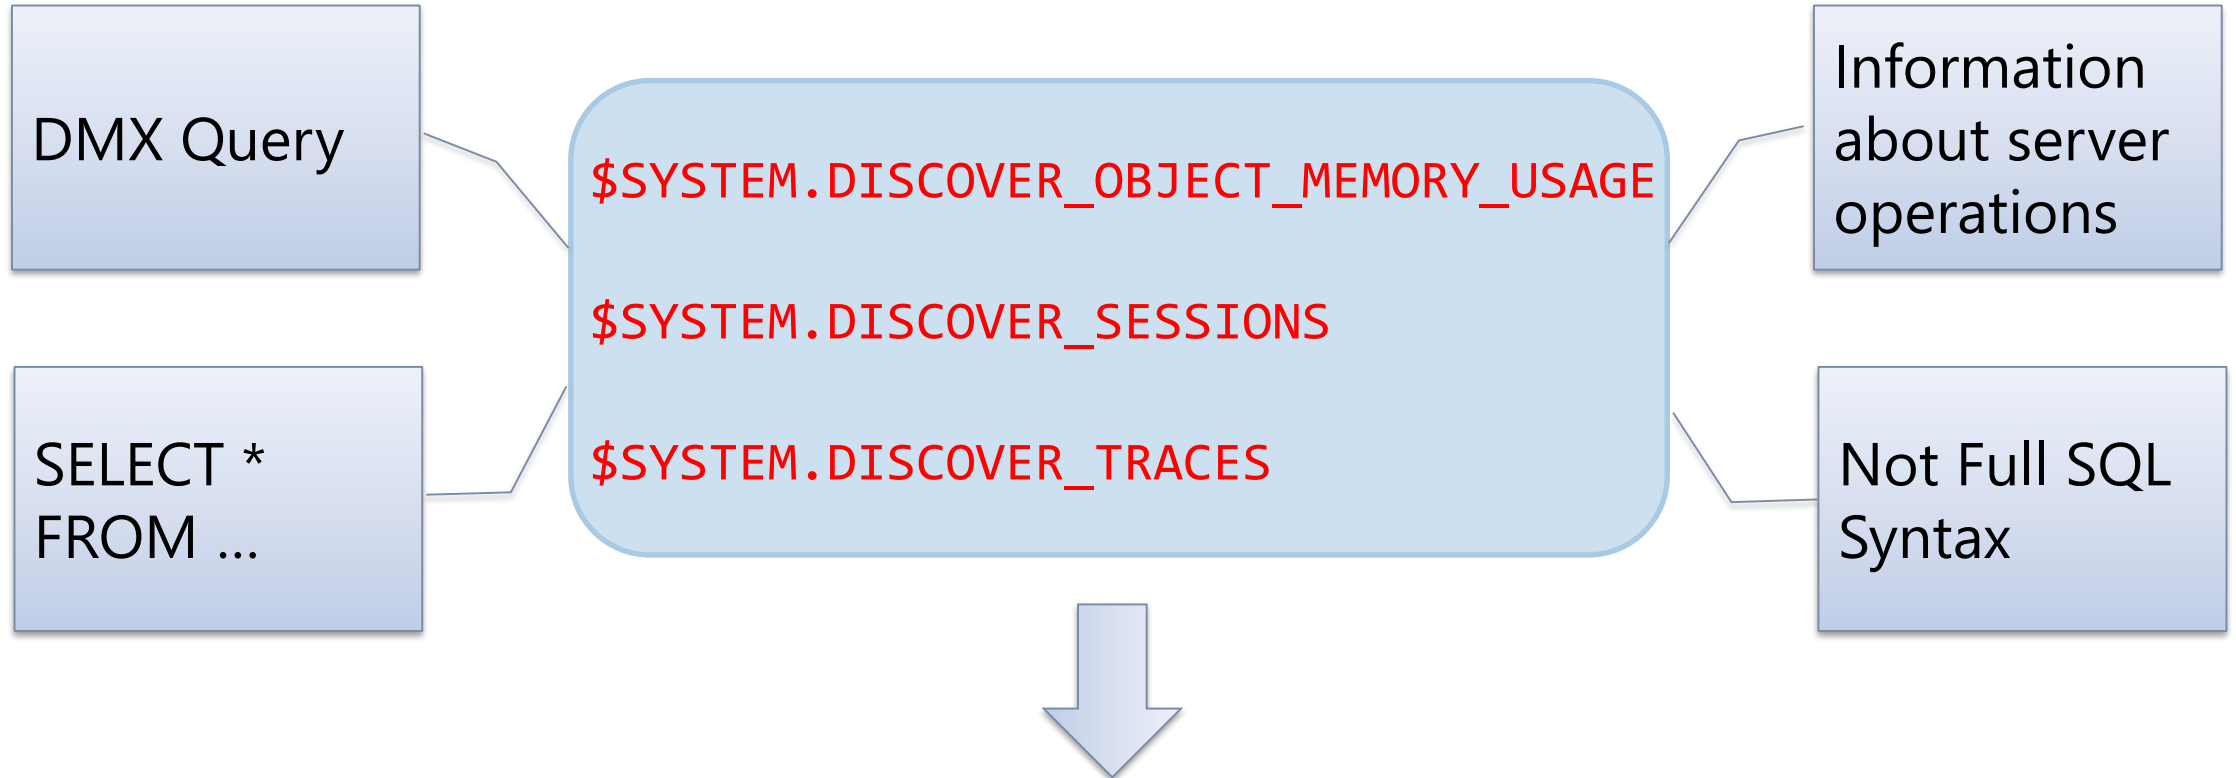 DMX Query
SELECT *
FROM ...
$SYSTEM.DISCOVER_OBJECT_MEMORY_USAGE
$SYSTEM.DISCOVER_SESSIONS
$SYSTEM.DISCOVER_TRACES
Information
about server
operations
Not Full SQL
Syntax